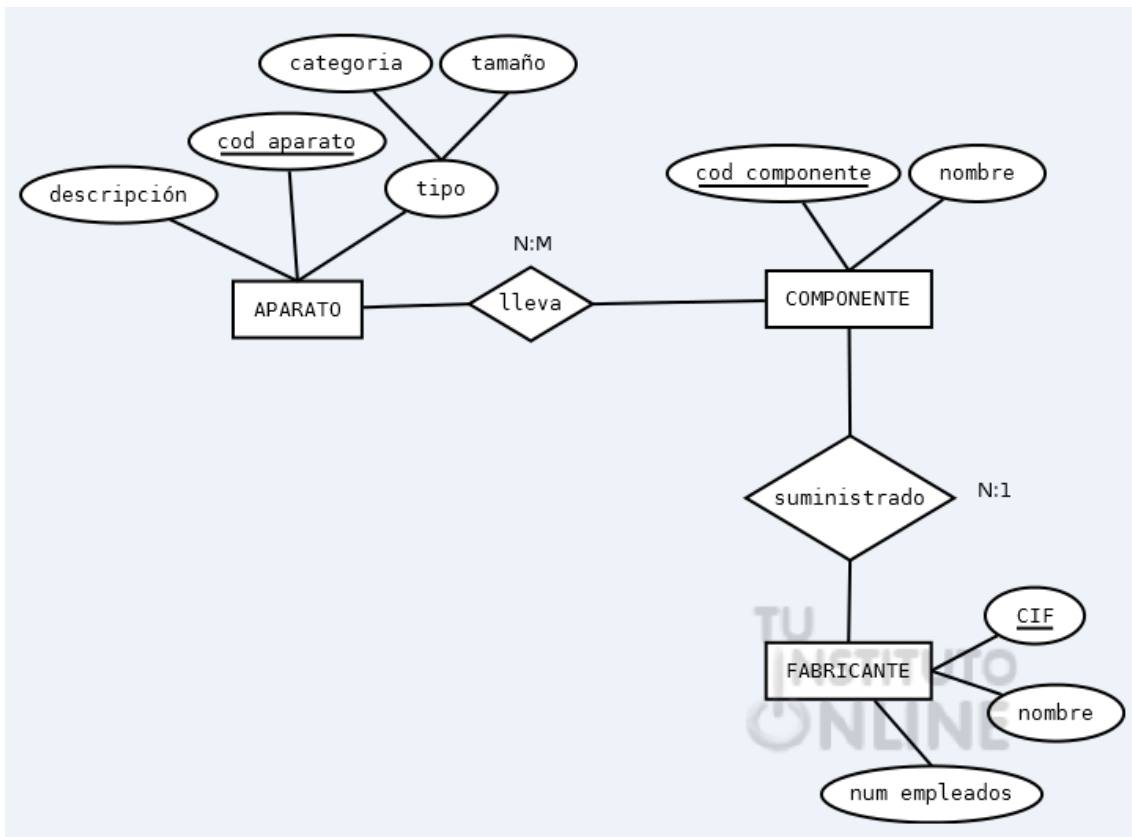 categoria
tamaño
cod aparato
descripción
tipo
cod componente
nombre
N:M
APARATO
lleva
COMPONENTE
suministrado
N:1
CIF
FABRICANTE
nombre
num empleados
TU
INSTITUTO
ONLINE